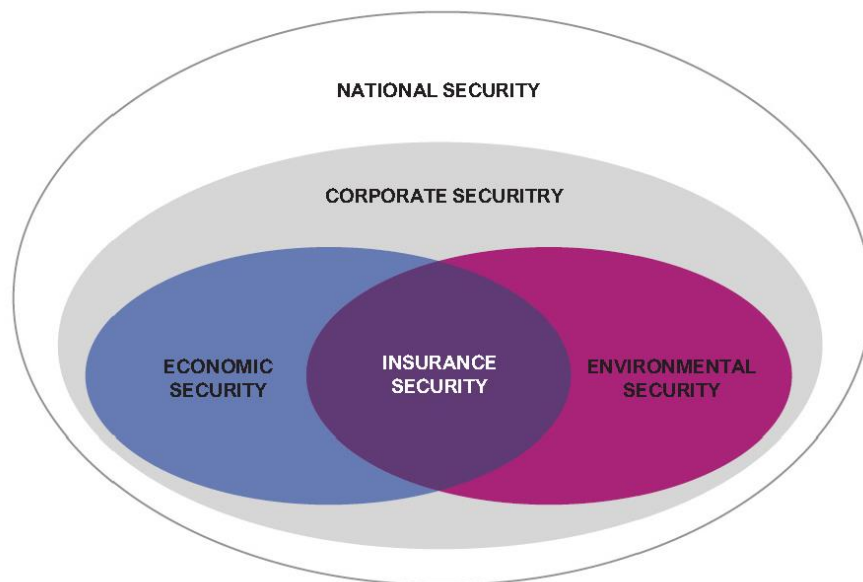 NATIONAL SECURITY
CORPORATE SECURITRY
ECONOMIC
SECURITY
INSURANCE
SECURITY
ENVIRONMENTAL
SECURITY